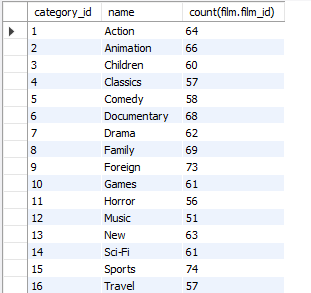 category_id name count(film.film_id)
1 Action 64
2 Animation 66
3 Children 60
4 Classics 57
5 Comedy 58
6 Documentary 68
7 Drama 62
8 Family 69
9 Foreign 73
10 Games 61
11 Horror 56
12 Music 51
13 New 63
14 Sci-Fi 61
15 Sports 74
16 Travel 57